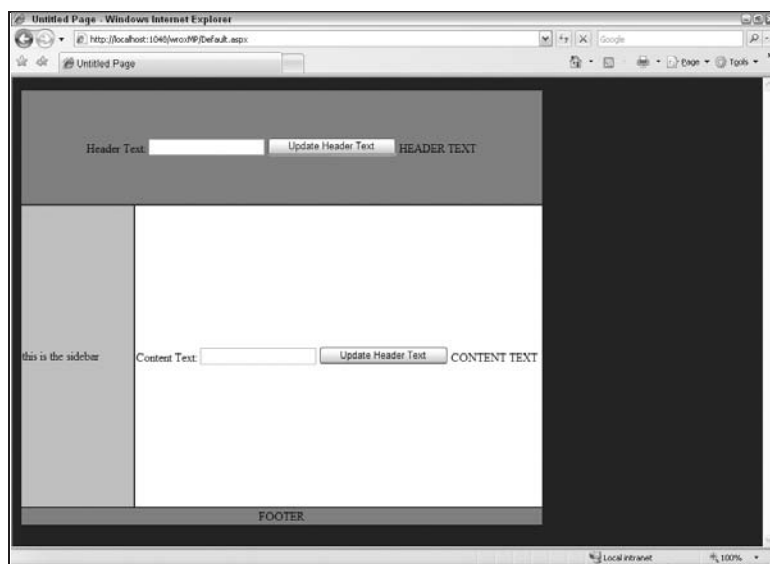 Untitled Page - Windows Internet Explorer
http://localhost:1040/wroxMP/Default.aspx
Google
Untitled Page
Page
Tools
Header Text: Update Header Text HEADER TEXT
this is the sidebar
Content Text: Update Header Text CONTENT TEXT
FOOTER
Local intranet
100%